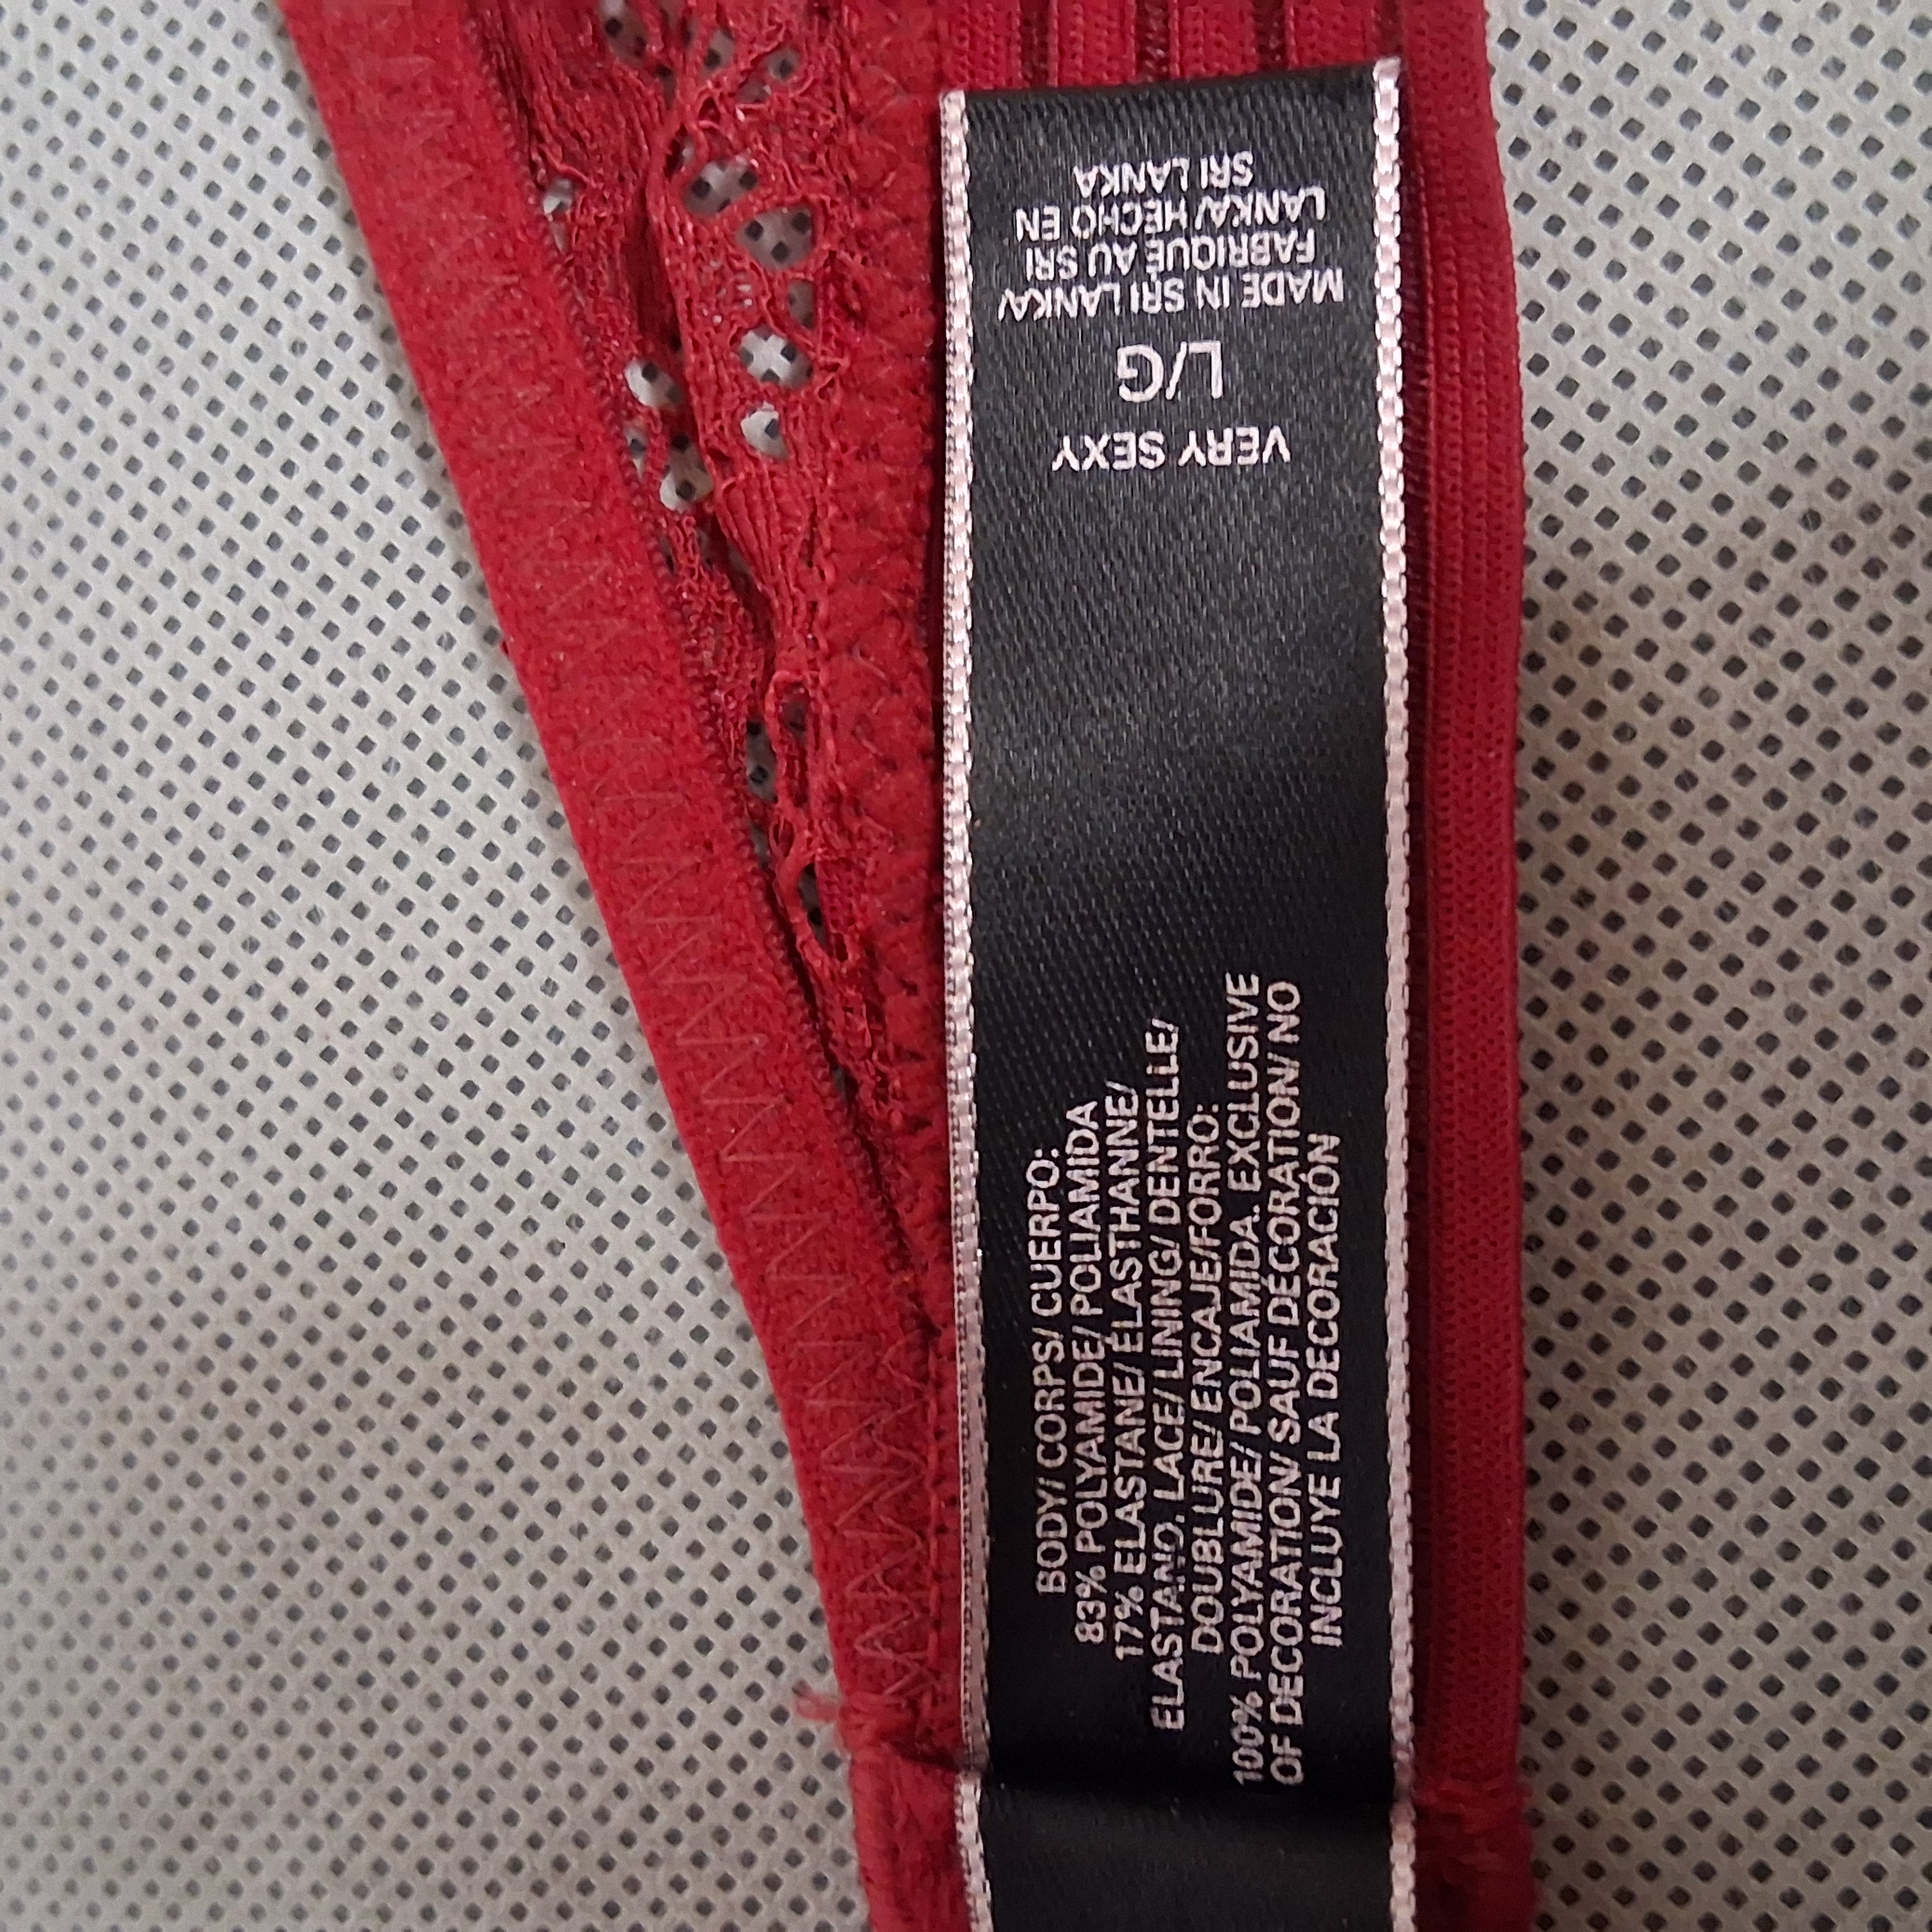 VERY SEXY
L/G
MADE IN SRI LANKA/
FABRIQUÉ AU SRI
LANKA/ HECHO EN
SRI LANKA
BODY/ CORPS/ CUERPO:
83% POLYAMIDE/ POLIAMIDA
17% ELASTANE/ ÉLASTHANNE/
ELASTANO. LACE/ LINING/ DENTELLE/
DOUBLURE/ ENCAJE/FORRO:
100% POLYAMIDE/ POLIAMIDA. EXCLUSIVE
OF DECORATION/ SAUF DÉCORATION/ NO
INCLUYE LA DECORACIÓN